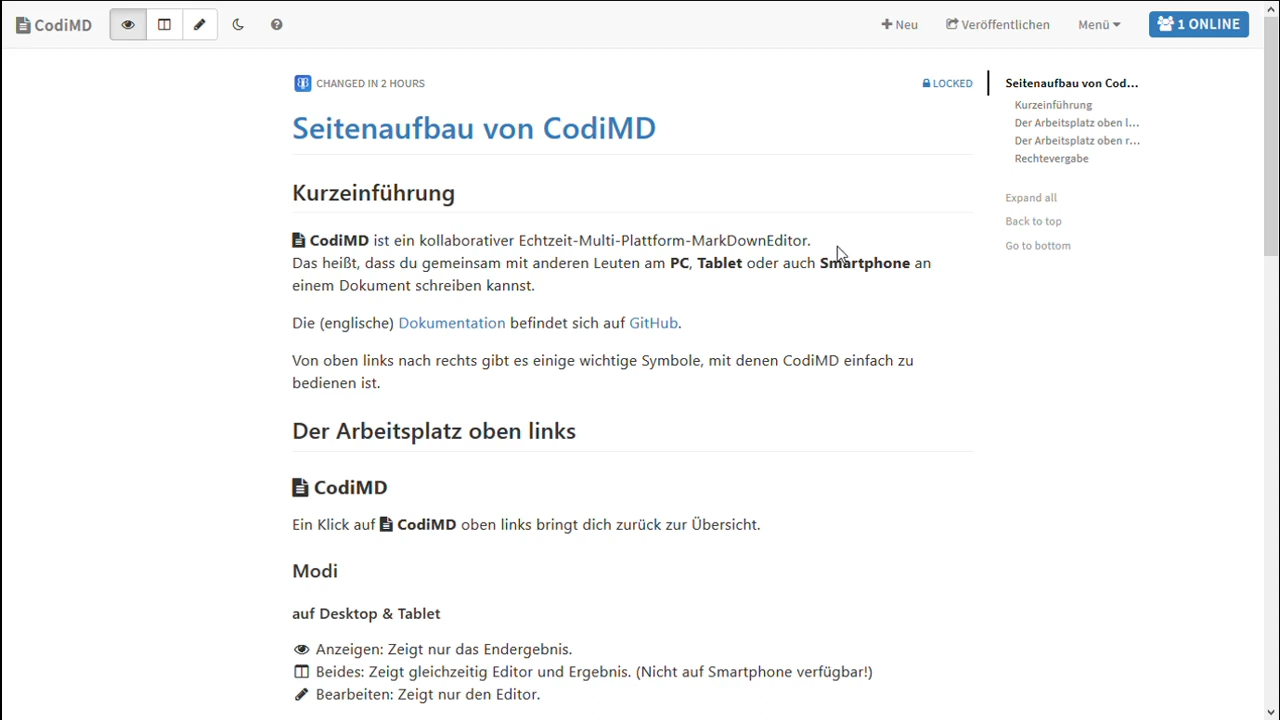 CodiMD
Neu
Veröffentlichen
Menü
1 ONLINE
CHANGED IN 2 HOURS
LOCKED
Seitenaufbau von CodiMD
Kurzeinführung
CodiMD ist ein kollaborativer Echtzeit-Multi-Plattform-MarkDownEditor.
Das heißt, dass du gemeinsam mit anderen Leuten am PC, Tablet oder auch Smartphone an
einem Dokument schreiben kannst.
Die (englische) Dokumentation befindet sich auf GitHub.
Von oben links nach rechts gibt es einige wichtige Symbole, mit denen CodiMD einfach zu
bedienen ist.
Der Arbeitsplatz oben links
CodiMD
Ein Klick auf CodiMD oben links bringt dich zurück zur Übersicht.
Modi
auf Desktop & Tablet
Anzeigen: Zeigt nur das Endergebnis.
Beides: Zeigt gleichzeitig Editor und Ergebnis. (Nicht auf Smartphone verfügbar!)
Bearbeiten: Zeigt nur den Editor.
Seitenaufbau von Cod...
Kurzeinführung
Der Arbeitsplatz oben l...
Der Arbeitsplatz oben r...
Rechtevergabe
Expand all
Back to top
Go to bottom